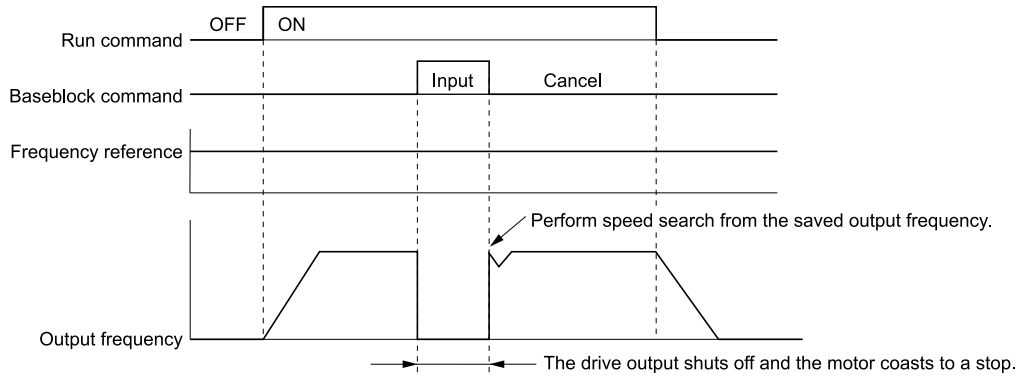 OFF ON
Run command
Input Cancel
Baseblock command
Frequency reference
Perform speed search from the saved output frequency.
Output frequency
The drive output shuts off and the motor coasts to a stop.